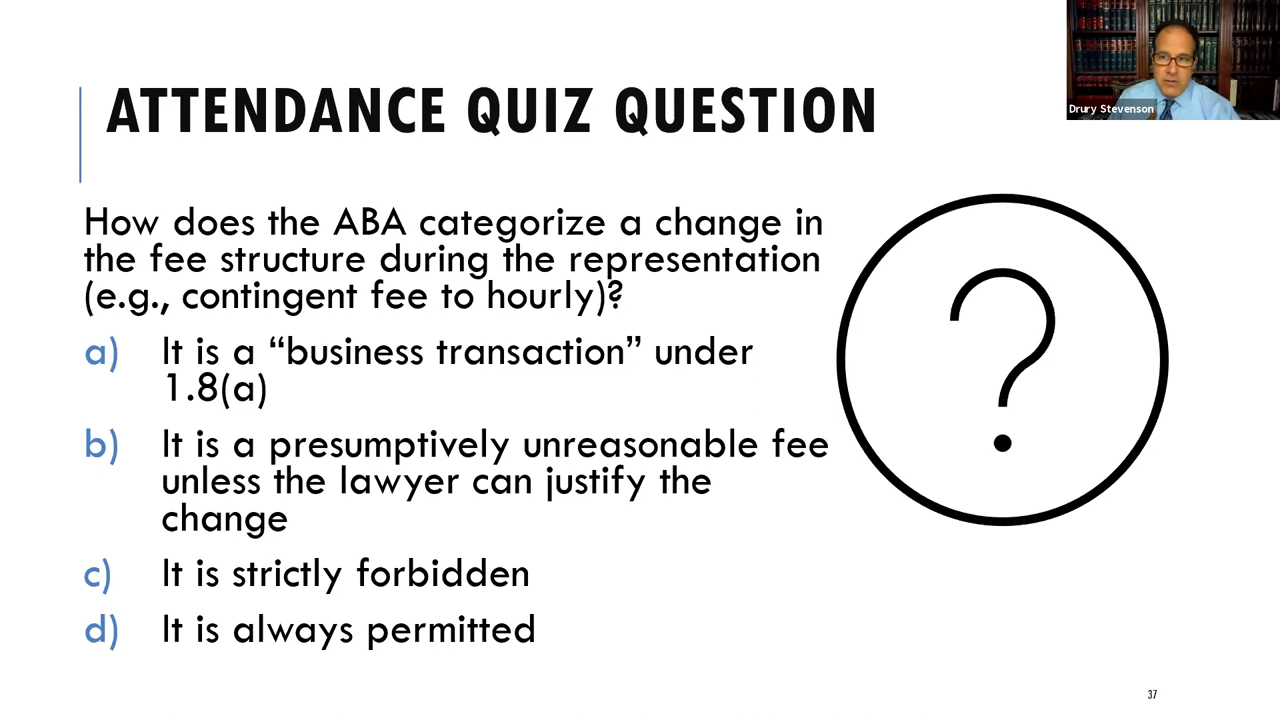 Drury Stevenson
ATTENDANCE QUIZ QUESTION
How does the ABA categorize a change in
the fee structure during the representation
(e.g., contingent fee to hourly)?
a) It is a “business transaction” under
1.8(a)
b) It is a presumptively unreasonable fee
unless the lawyer can justify the
change
c) It is strictly forbidden
d) It is always permitted
?
37